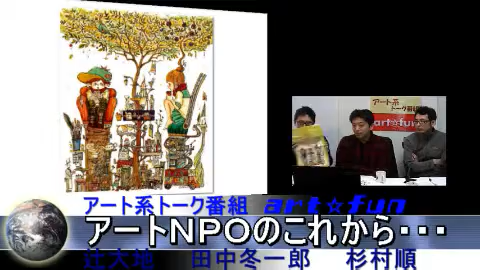 アート系
トーク番組
art☆fun
アート系トーク番組 art☆fun
アートNPOのこれから・・・
辻大地 田中冬一郎 杉村順